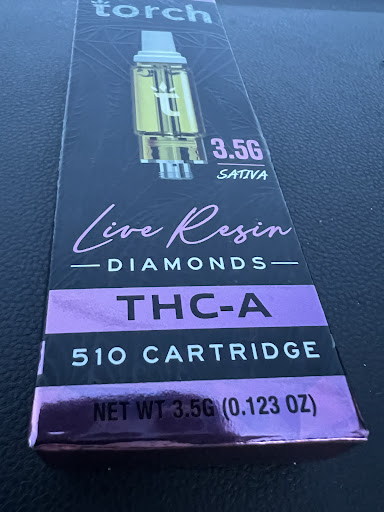 torch
3.5G
SATIVA
Live Resin
DIAMONDS
THC-A
510 CARTRIDGE
NET WT 3.5G (0.123 OZ)